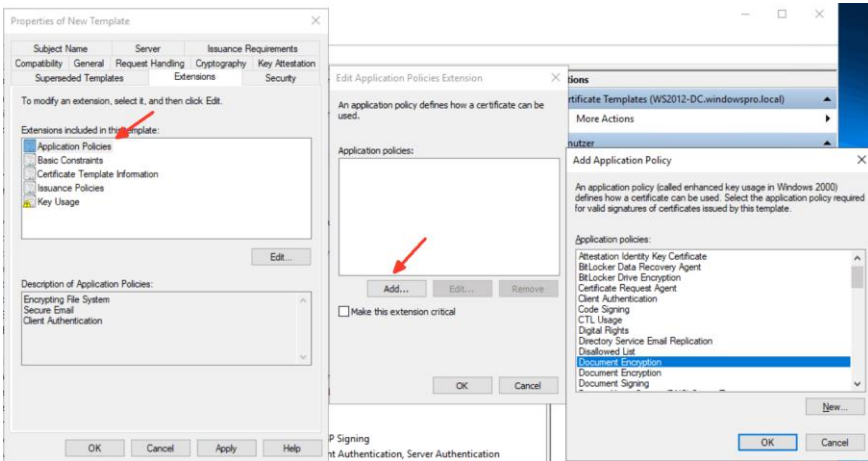 Properties of New Template
Subject Name Server Issuance Requirements
Compatibility General Request Handling Cryptography Key Attestation
Superseded Templates Extensions Security
To modify an extension, select it, and then click Edit.
Extensions included in this template:
Application Policies
Basic Constraints
Certificate Template Information
Issuance Policies
Key Usage
Edit...
Description of Application Policies:
Encrypting File System
Secure Email
Client Authentication
OK Cancel Apply Help
Edit Application Policies Extension
An application policy defines how a certificate can be
used.
Application policies:
Add... Edit... Remove
Make this extension critical
OK Cancel
P Signing
nt Authentication, Server Authentication
tions
rtificate Templates (WS2012-DC.windowspro.local)
More Actions
nutzer
Add Application Policy
An application policy (called enhanced key usage in Windows 2000)
defines how a certificate can be used. Select the application policy required
for valid signatures of certificates issued by this template.
Application policies:
Attestation Identity Key Certificate
BitLocker Data Recovery Agent
BitLocker Drive Encryption
Certificate Request Agent
Client Authentication
Code Signing
CTL Usage
Digital Rights
Directory Service Email Replication
Disallowed List
Document Encryption
Document Encryption
Document Signing
New...
OK Cancel